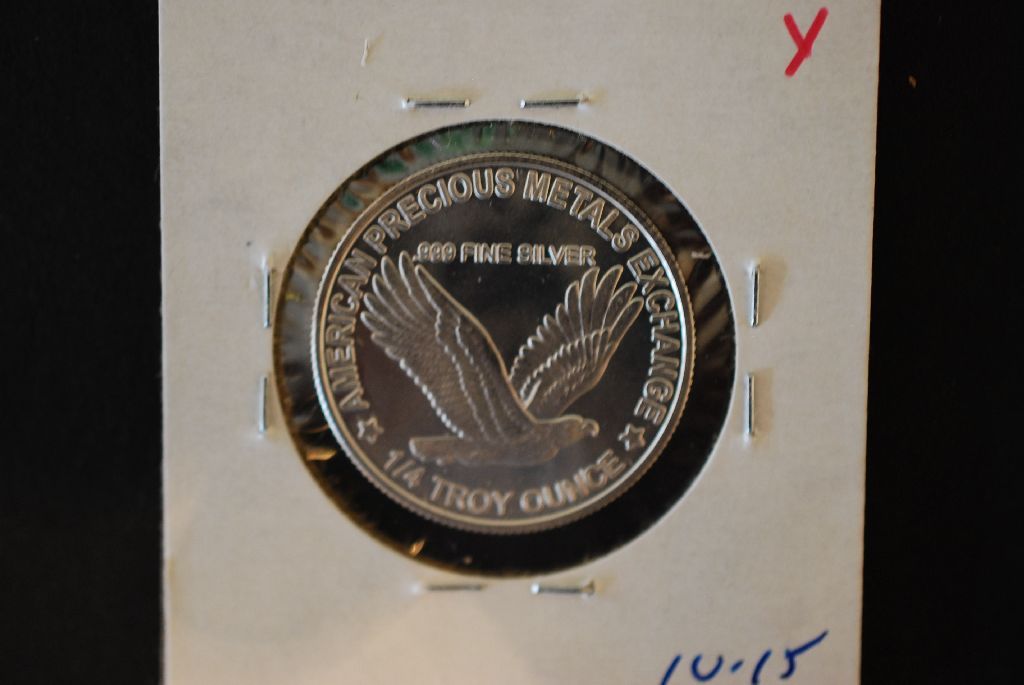 Y
AMERICAN PRECIOUS METALS EXCHANGE
.999 FINE SILVER
1/4 TROY OUNCE
10-15